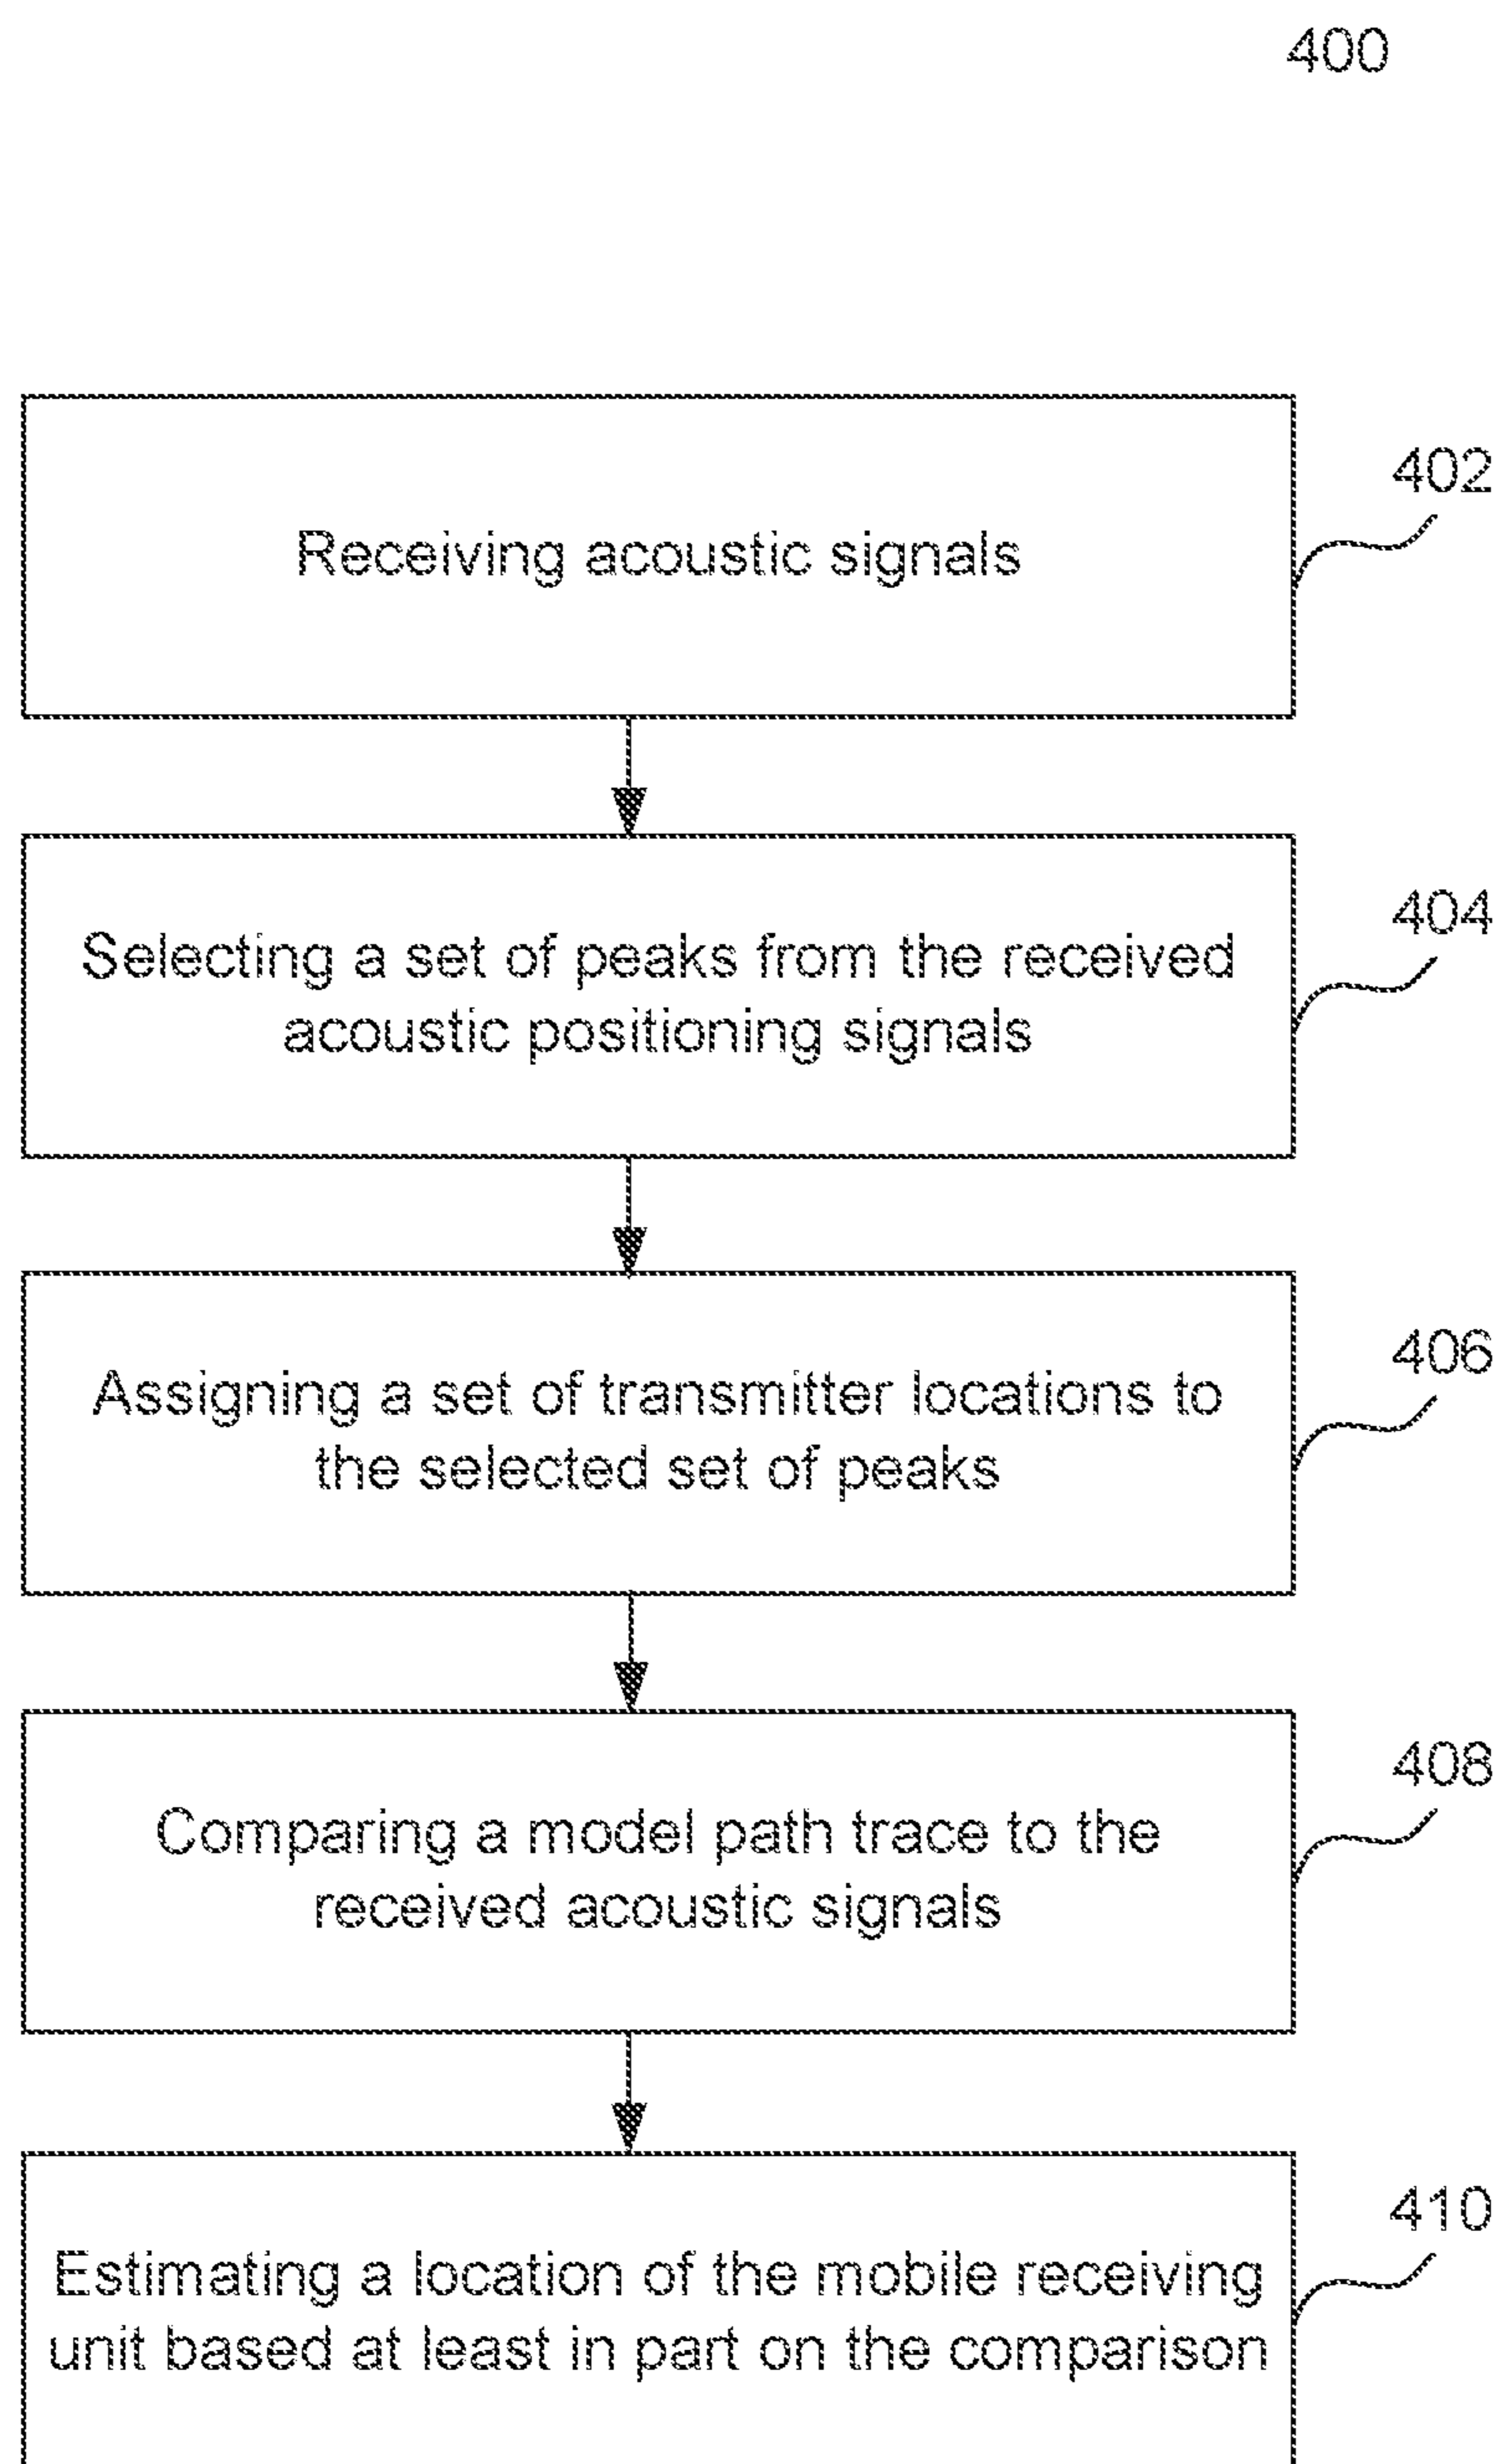 400
Receiving acoustic signals
402
Selecting a set of peaks from the received
acoustic positioning signals
404
Assigning a set of transmitter locations to
the selected set of peaks
406
Comparing a model path trace to the
received acoustic signals
408
Estimating a location of the mobile receiving
unit based at least in part on the comparison
410